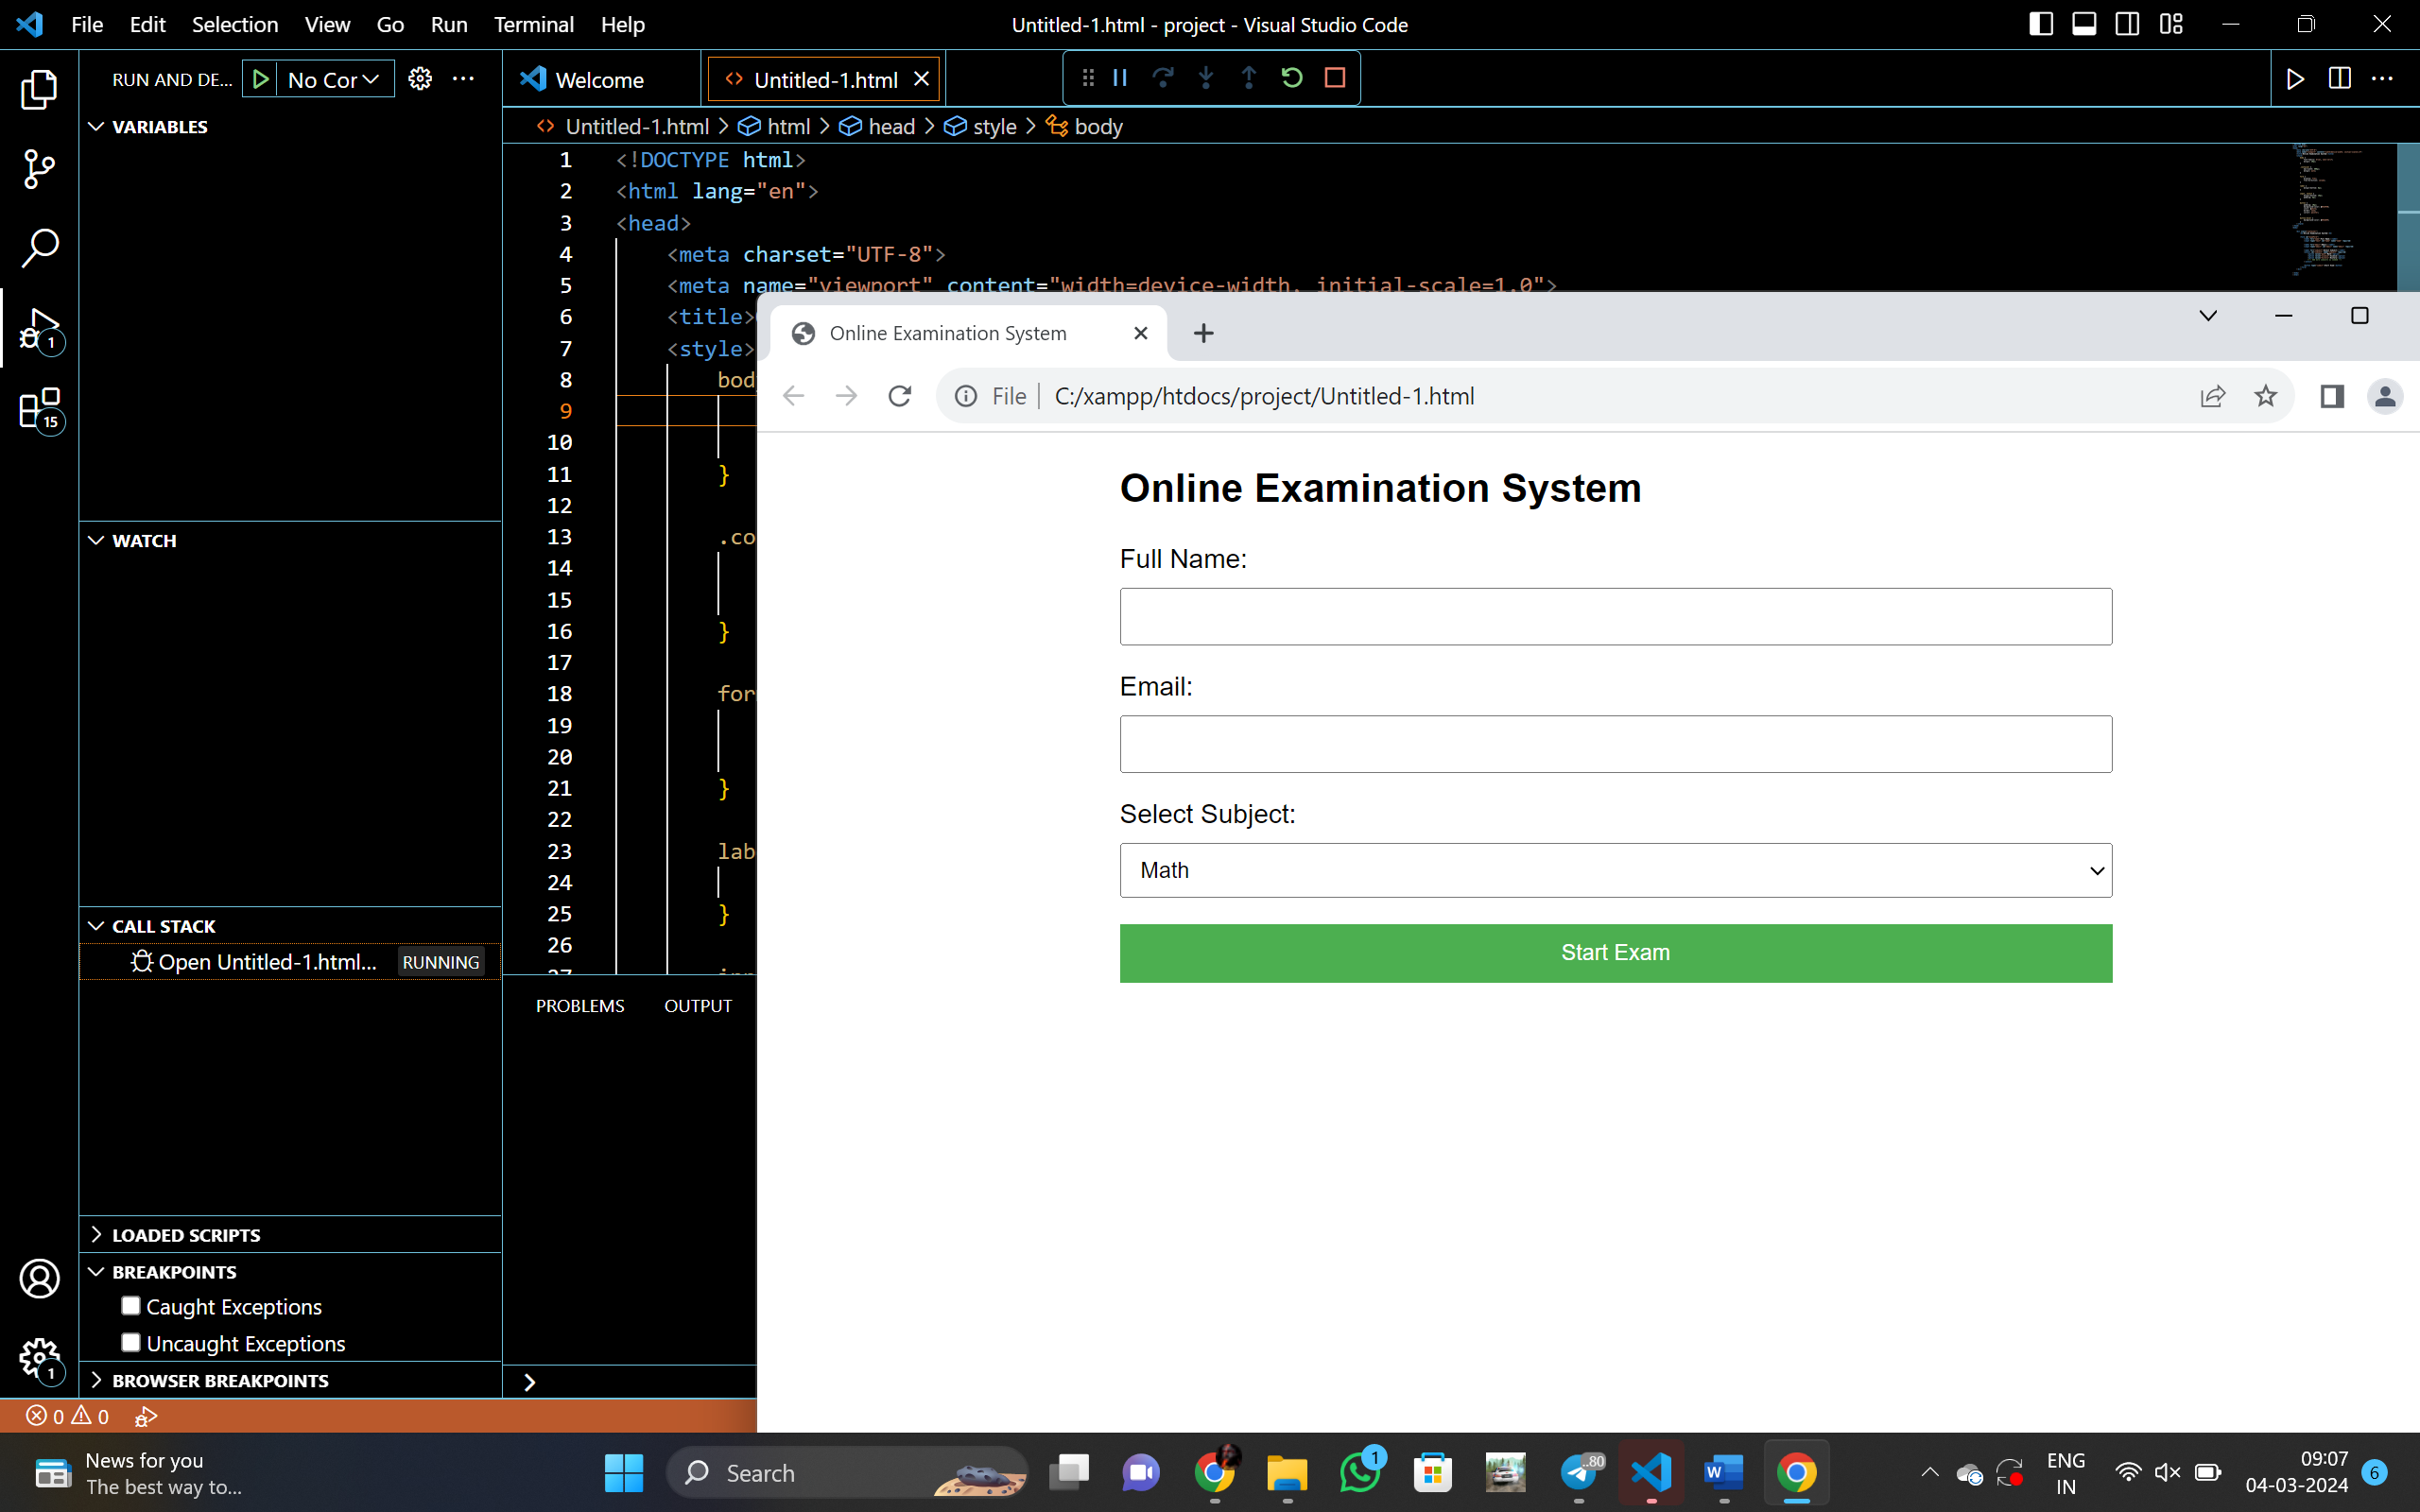 File Edit Selection View Go Run Terminal Help
Untitled-1.html - project - Visual Studio Code
RUN AND DE... No Cor
Welcome
Untitled-1.html
Untitled-1.html > html > head > style > body
VARIABLES
WATCH
CALL STACK
Open Untitled-1.html... RUNNING
LOADED SCRIPTS
BREAKPOINTS
Caught Exceptions
Uncaught Exceptions
BROWSER BREAKPOINTS
1
15
1
1 <!DOCTYPE html>
2 <html lang="en">
3 <head>
4 <meta charset="UTF-8">
5 <meta name="viewport" content="width=device-width, initial-scale=1.0">
6 <title>
7 <style>
8 bod
9
10
11 }
12
13 .co
14
15
16 }
17
18 for
19
20
21 }
22
23 lab
24
25 }
26
27
PROBLEMS OUTPUT
Online Examination System
File C:/xampp/htdocs/project/Untitled-1.html
Online Examination System
Full Name:
Email:
Select Subject:
Math
Start Exam
0 0
News for you
The best way to...
Search
1
..80
ENG
IN
09:07
04-03-2024
6